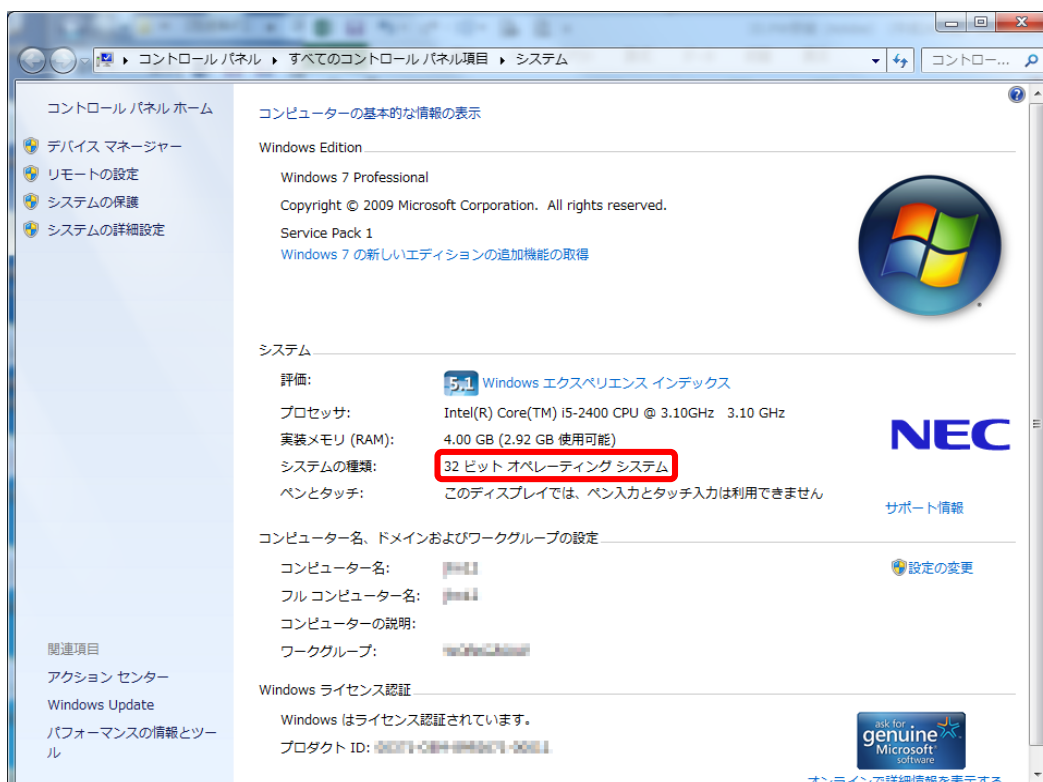 コントロール パネル ▸ すべてのコントロール パネル項目 ▸ システム
コントロー...
コントロール パネル ホーム
デバイス マネージャー
リモートの設定
システムの保護
システムの詳細設定
コンピューターの基本的な情報の表示
Windows Edition
Windows 7 Professional
Copyright © 2009 Microsoft Corporation. All rights reserved.
Service Pack 1
Windows 7 の新しいエディションの追加機能の取得
システム
評価: 5.1 Windows エクスペリエンス インデックス
プロセッサ: Intel(R) Core(TM) i5-2400 CPU @ 3.10GHz 3.10 GHz
実装メモリ (RAM): 4.00 GB (2.92 GB 使用可能)
システムの種類: 32 ビット オペレーティング システム
ペンとタッチ: このディスプレイでは、ペン入力とタッチ入力は利用できません
NEC
サポート情報
コンピューター名、ドメインおよびワークグループの設定
コンピューター名:
設定の変更
フル コンピューター名:
コンピューターの説明:
ワークグループ:
Windows ライセンス認証
Windows はライセンス認証されています。
プロダクト ID:
ask for
genuine
Microsoft
software
オンラインで詳細情報を表示する
関連項目
アクション センター
Windows Update
パフォーマンスの情報とツー
ル